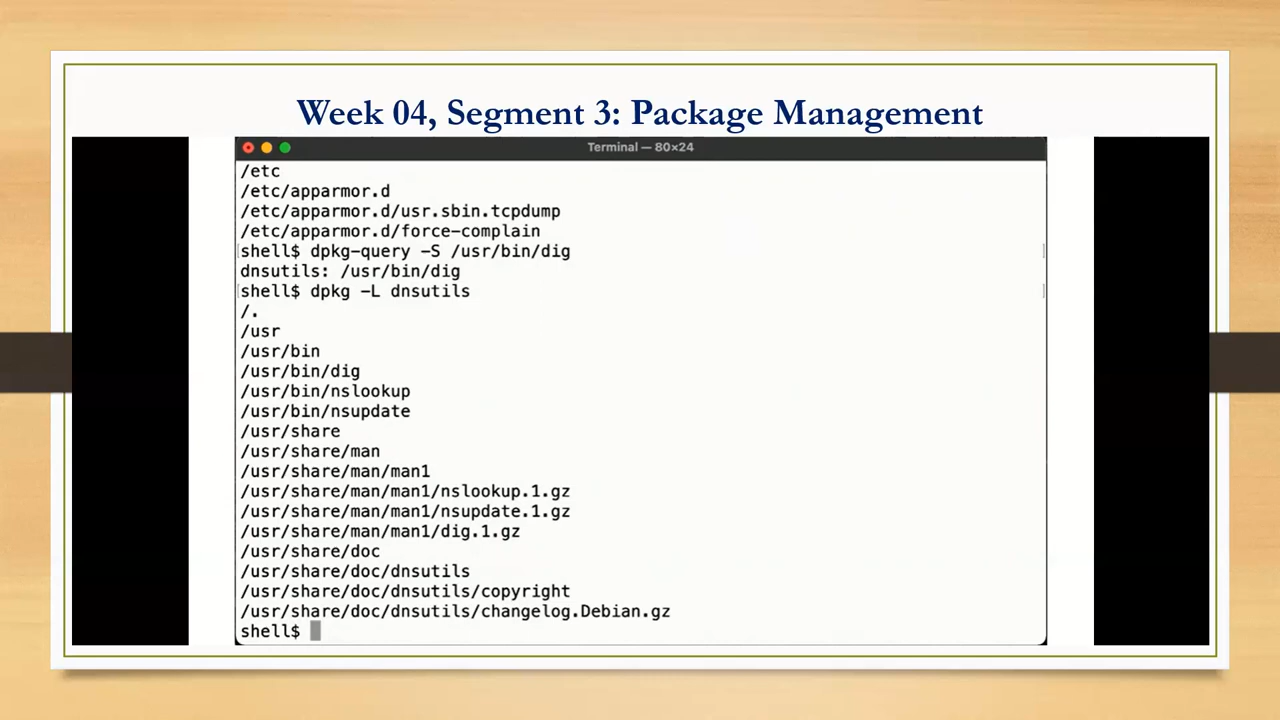 Week 04, Segment 3: Package Management
Terminal — 80×24
/etc
/etc/apparmor.d
/etc/apparmor.d/usr.sbin.tcpdump
/etc/apparmor.d/force-complain
[shell$ dpkg-query -S /usr/bin/dig ]
dnsutils: /usr/bin/dig
[shell$ dpkg -L dnsutils ]
/.
/usr
/usr/bin
/usr/bin/dig
/usr/bin/nslookup
/usr/bin/nsupdate
/usr/share
/usr/share/man
/usr/share/man/man1
/usr/share/man/man1/nslookup.1.gz
/usr/share/man/man1/nsupdate.1.gz
/usr/share/man/man1/dig.1.gz
/usr/share/doc
/usr/share/doc/dnsutils
/usr/share/doc/dnsutils/copyright
/usr/share/doc/dnsutils/changelog.Debian.gz
shell$